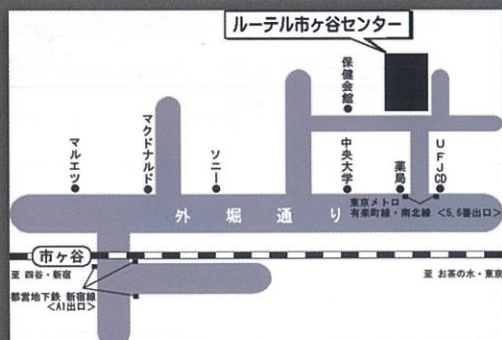 ルーテル市ヶ谷センター
保健会館
マルエツ
マクドナルド
ソニー
中央大学
薬局
UFJCD
東京メトロ
有楽町線・南北線 <5,6番出口>
外堀通り
市ヶ谷
至 四谷・新宿
至 お茶の水・東京
都営地下鉄 新宿線
<A1出口>